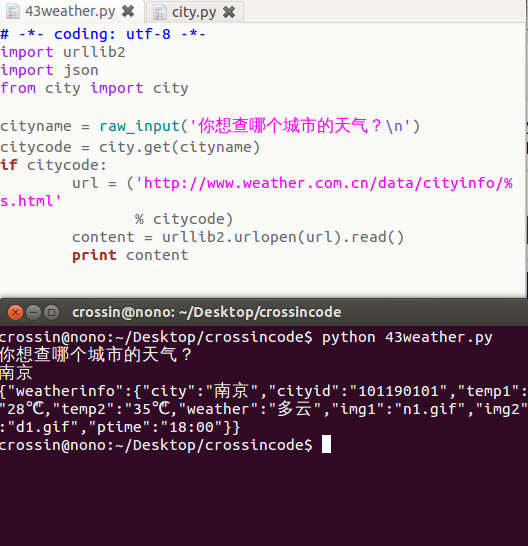 43weather.py ✖ city.py ✖
# -*- coding: utf-8 -*-
import urllib2
import json
from city import city
cityname = raw_input('你想查哪个城市的天气？\n')
citycode = city.get(cityname)
if citycode:
url = ('http://www.weather.com.cn/data/cityinfo/%
s.html'
% citycode)
content = urllib2.urlopen(url).read()
print content
crossin@nono: ~/Desktop/crossincode
crossin@nono:~/Desktop/crossincode$ python 43weather.py
你想查哪个城市的天气？
南京
{"weatherinfo":{"city":"南京","cityid":"101190101","temp1":
"28℃","temp2":"35℃","weather":"多云","img1":"n1.gif","img2"
:"d1.gif","ptime":"18:00"}}
crossin@nono:~/Desktop/crossincode$